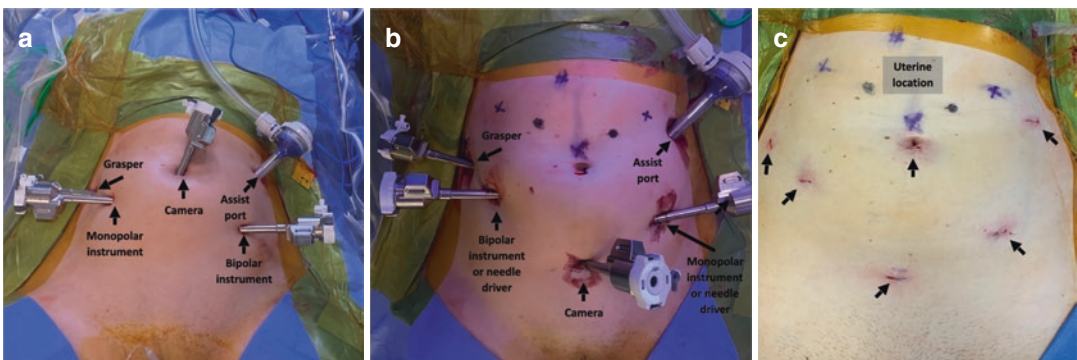 a
Grasper
Camera
Assist
port
Monopolar
instrument
Bipolar
instrument
b
Grasper
Assist
port
Bipolar
instrument
or needle
driver
Monopolar
instrument
or needle
driver
Camera
c
Uterine
location